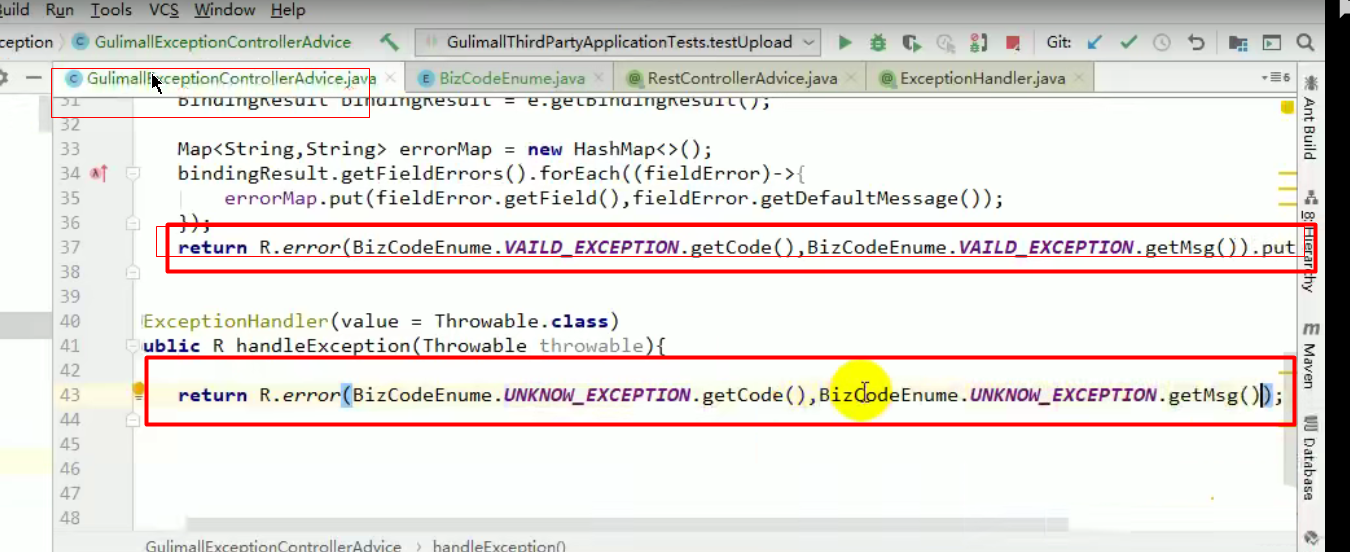 Build Run Tools VCS Window Help
ception GulimallExceptionControllerAdvice GulimallThirdPartyApplicationTests.testUpload Git:
GulimallExceptionControllerAdvice.java BizCodeEnume.java RestControllerAdvice.java ExceptionHandler.java 6
31 BindingResult bindingResult = e.getBindingResult();
32
33 Map<String,String> errorMap = new HashMap<>();
34 bindingResult.getFieldErrors().forEach((fieldError)->{
35 errorMap.put(fieldError.getField(),fieldError.getDefaultMessage());
36 });
37 return R.error(BizCodeEnume.VAILD_EXCEPTION.getCode(),BizCodeEnume.VAILD_EXCEPTION.getMsg()).put
38
39
40 ExceptionHandler(value = Throwable.class)
41 ublic R handleException(Throwable throwable){
42
43 return R.error(BizCodeEnume.UNKNOW_EXCEPTION.getCode(),BizCodeEnume.UNKNOW_EXCEPTION.getMsg());
44
45
46
47
48
GulimallExceptionControllerAdvice › handleException()
Ant Build
8: Hierarchy
m Maven
Database